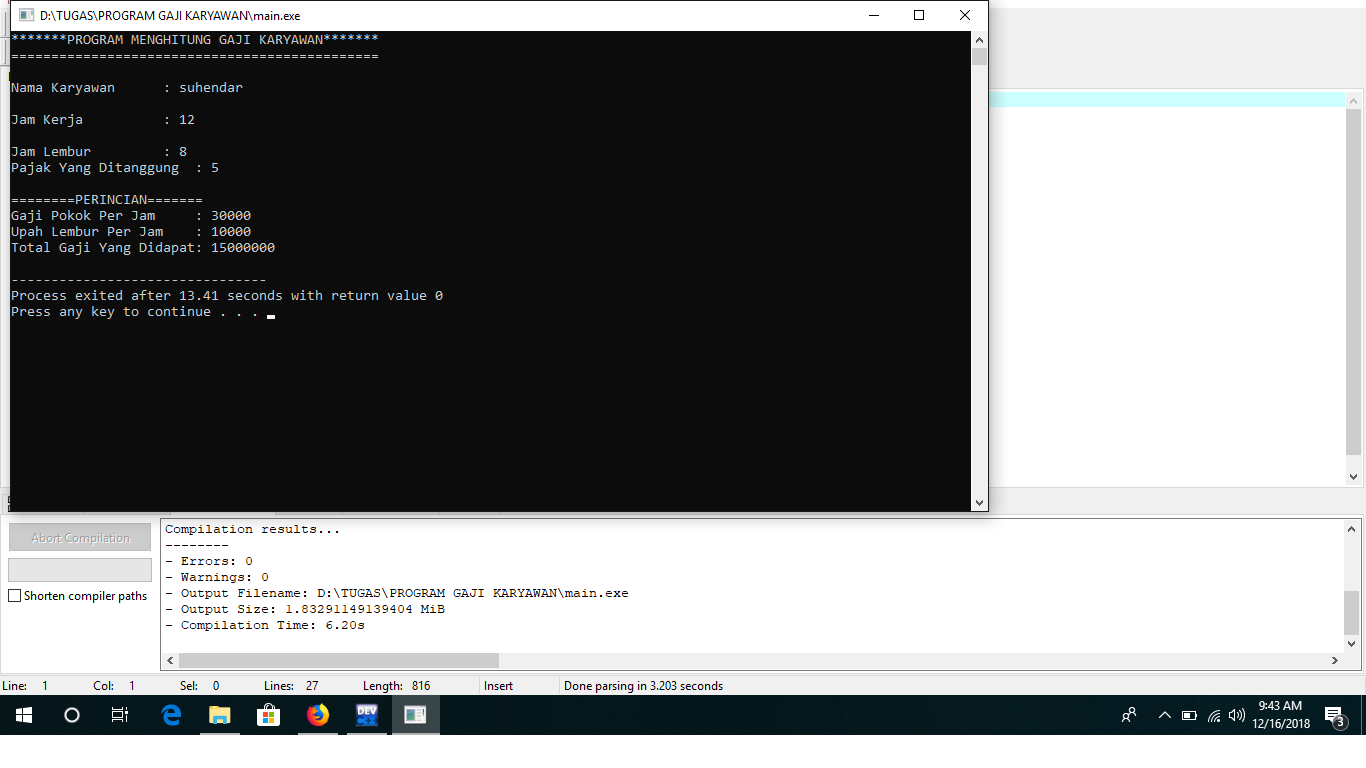 D:\TUGAS\PROGRAM GAJI KARYAWAN\main.exe
*******PROGRAM MENGHITUNG GAJI KARYAWAN*******
==============================================
Nama Karyawan      : suhendar
Jam Kerja          : 12
Jam Lembur         : 8
Pajak Yang Ditanggung  : 5
========PERINCIAN=======
Gaji Pokok Per Jam     : 30000
Upah Lembur Per Jam    : 10000
Total Gaji Yang Didapat: 15000000
--------------------------------
Process exited after 13.41 seconds with return value 0
Press any key to continue . . .
Abort Compilation
Shorten compiler paths
Compilation results...
--------
- Errors: 0
- Warnings: 0
- Output Filename: D:\TUGAS\PROGRAM GAJI KARYAWAN\main.exe
- Output Size: 1.83291149139404 MiB
- Compilation Time: 6.20s
Line: 1 Col: 1 Sel: 0 Lines: 27 Length: 816 Insert Done parsing in 3.203 seconds
DEV
9:43 AM
12/16/2018
3